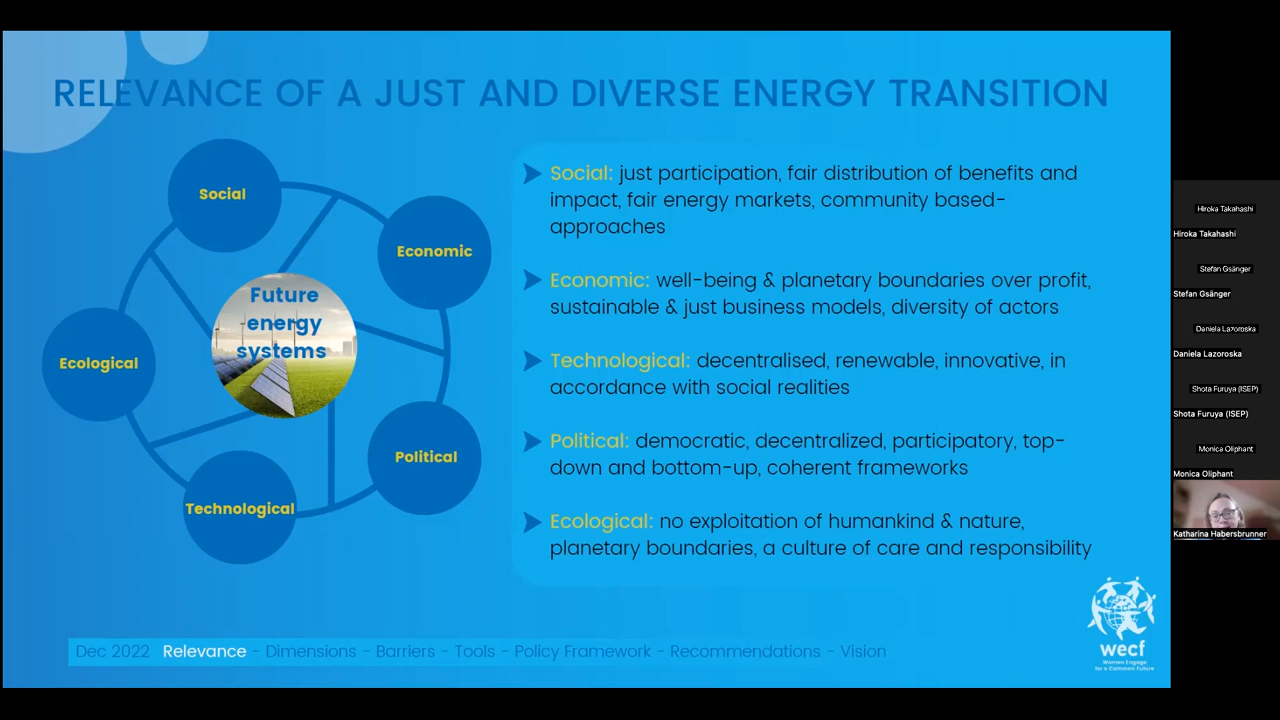 RELEVANCE OF A JUST AND DIVERSE ENERGY TRANSITION
Social
Economic
Future
energy
systems
Ecological
Political
Technological
Social: just participation, fair distribution of benefits and
impact, fair energy markets, community based-
approaches
Economic: well-being & planetary boundaries over profit,
sustainable & just business models, diversity of actors
Technological: decentralised, renewable, innovative, in
accordance with social realities
Political: democratic, decentralized, participatory, top-
down and bottom-up, coherent frameworks
Ecological: no exploitation of humankind & nature,
planetary boundaries, a culture of care and responsibility
Dec 2022 Relevance - Dimensions - Barriers - Tools - Policy Framework - Recommendations - Vision
wecf
Women Engage
for a Common Future
Hiroka Takahashi
Hiroka Takahashi
Stefan Gsänger
Stefan Gsänger
Daniela Lazoroska
Daniela Lazoroska
Shota Furuya (ISEP)
Shota Furuya (ISEP)
Monica Oliphant
Monica Oliphant
Katharina Habersbrunner